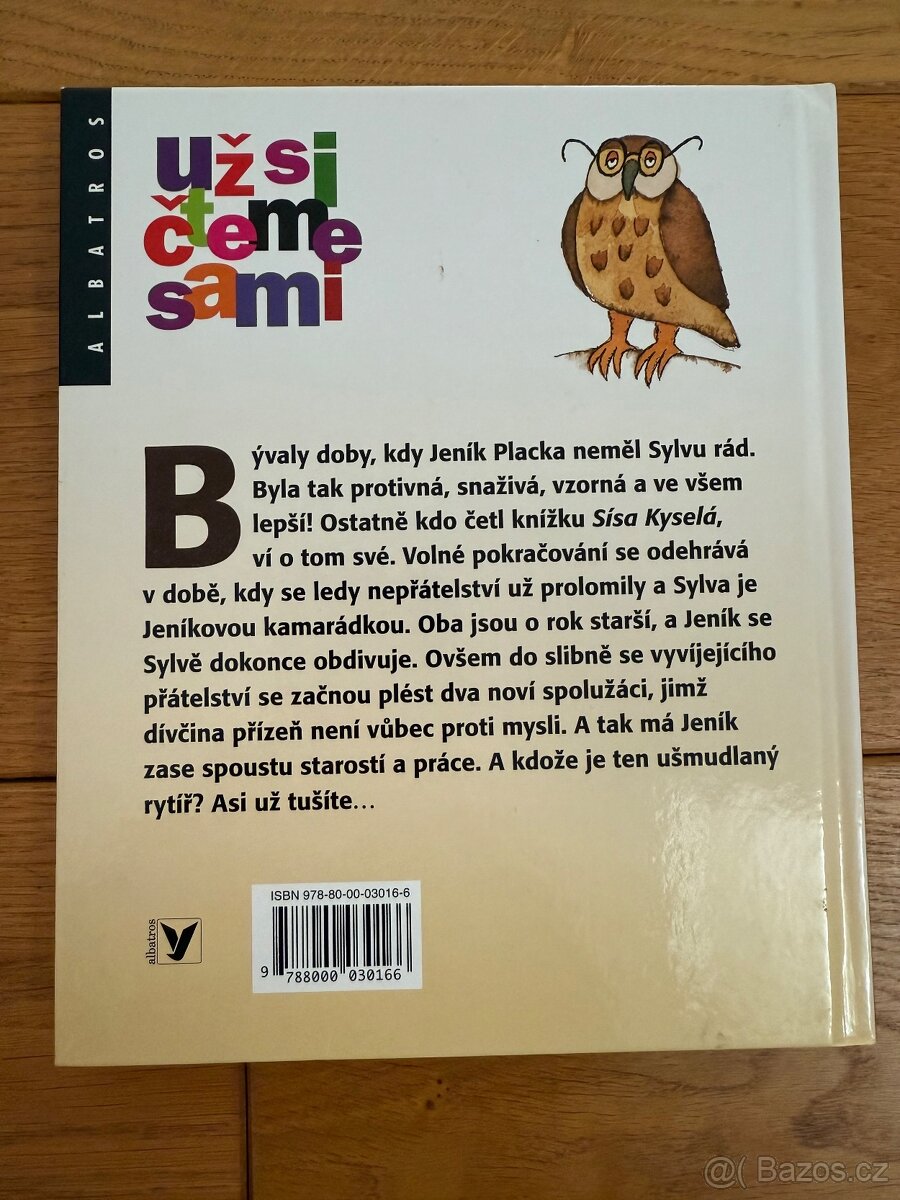 ALBATROS
už si
čteme
sami
Bývaly doby, kdy Jeník Placka neměl Sylvu rád.
Byla tak protivná, snaživá, vzorná a ve všem
lepší! Ostatně kdo četl knížku Sísa Kyselá,
ví o tom své. Volné pokračování se odehrává
v době, kdy se ledy nepřátelství už prolomily a Sylva je
Jeníkovou kamarádkou. Oba jsou o rok starší, a Jeník se
Sylvě dokonce obdivuje. Ovšem do slibně se vyvíjejícího
přátelství se začnou plést dva noví spolužáci, jimž
dívčina přízeň není vůbec proti mysli. A tak má Jeník
zase spoustu starostí a práce. A kdože je ten ušmudlaný
rytíř? Asi už tušíte...
ISBN 978-80-00-03016-6
albatros
9 788000 030166
@( Bazos.cz